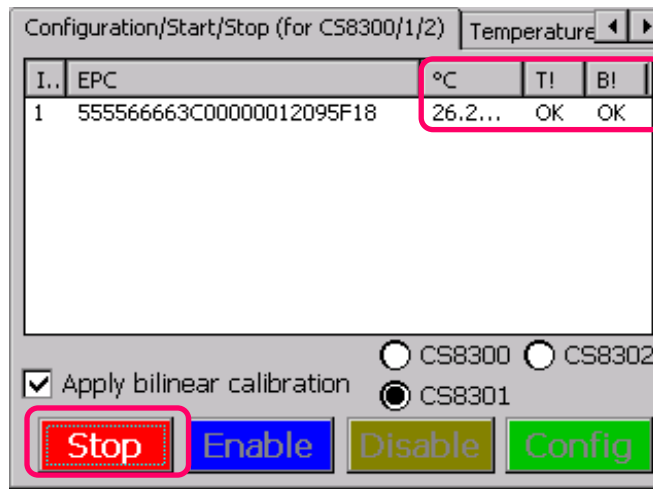 Configuration/Start/Stop (for CS8300/1/2) Temperature
I.. EPC °C T! B!
1 555566663C00000012095F18 26.2... OK OK
CS8300 CS8302
Apply bilinear calibration
CS8301
Stop Enable Disable Config